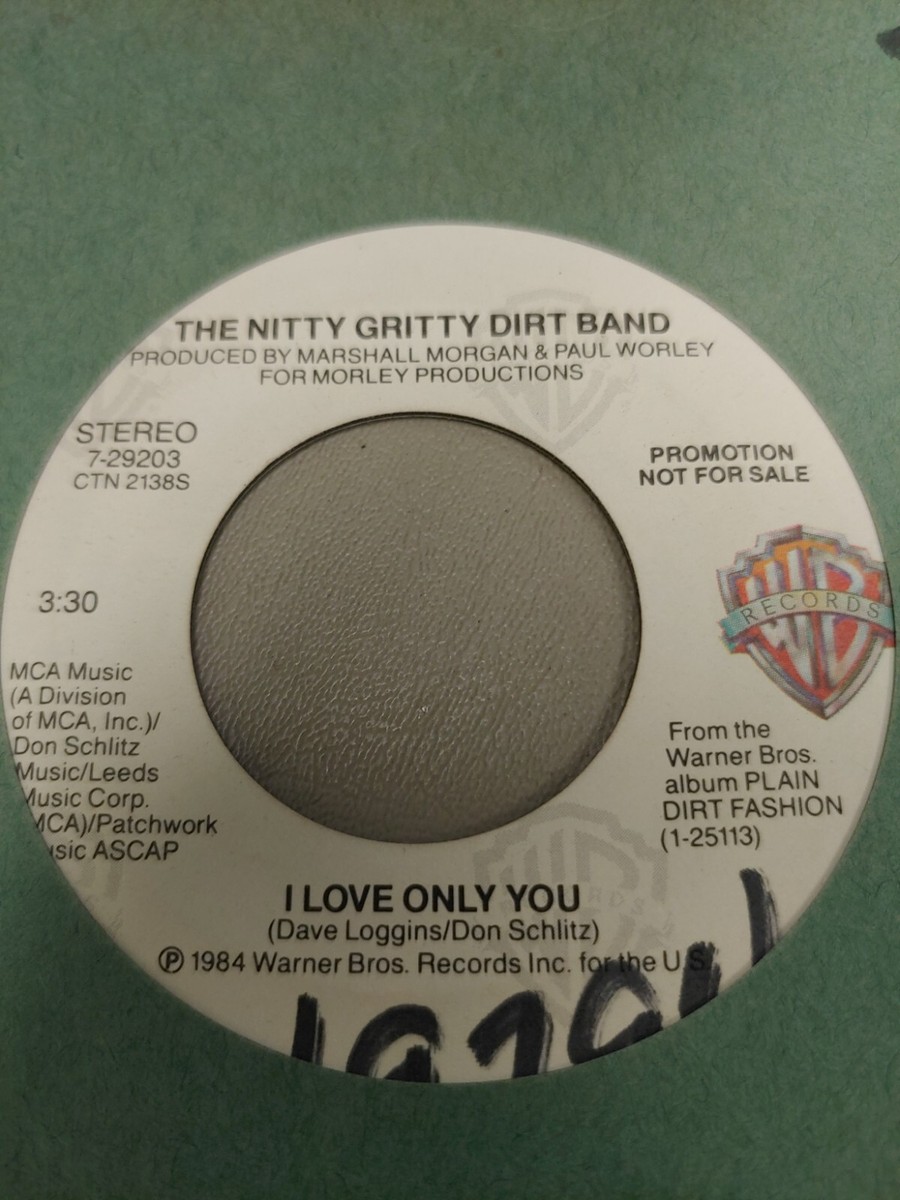 THE NITTY GRITTY DIRT BAND
PRODUCED BY MARSHALL MORGAN & PAUL WORLEY
FOR MORLEY PRODUCTIONS
STEREO
7-29203
CTN 2138S
PROMOTION
NOT FOR SALE
3:30
WB
RECORDS
MCA Music
(A Division
of MCA, Inc.)/
Don Schlitz
Music/Leeds
Music Corp.
MCA)/Patchwork
usic ASCAP
From the
Warner Bros.
album PLAIN
DIRT FASHION
(1-25113)
I LOVE ONLY YOU
(Dave Loggins/Don Schlitz)
℗ 1984 Warner Bros. Records Inc. for the U.S.